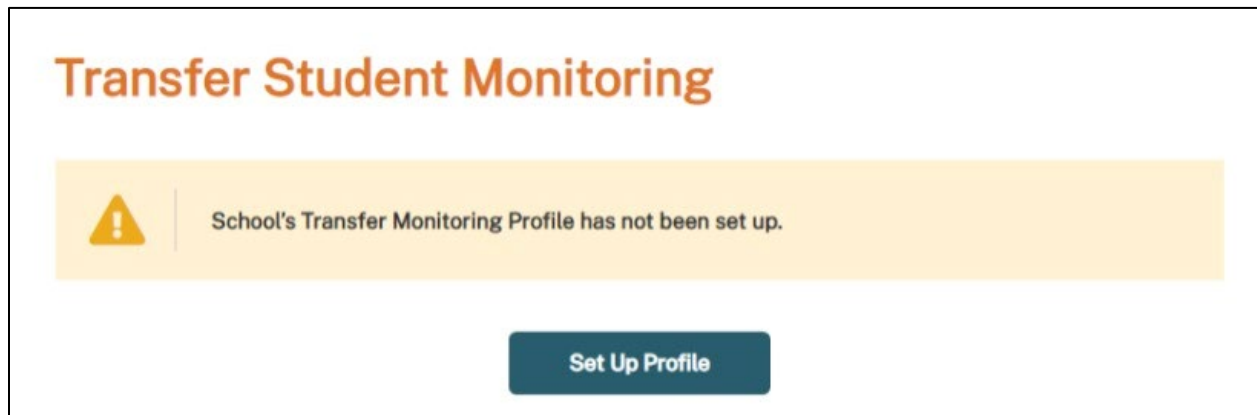 Transfer Student Monitoring
School's Transfer Monitoring Profile has not been set up.
Set Up Profile